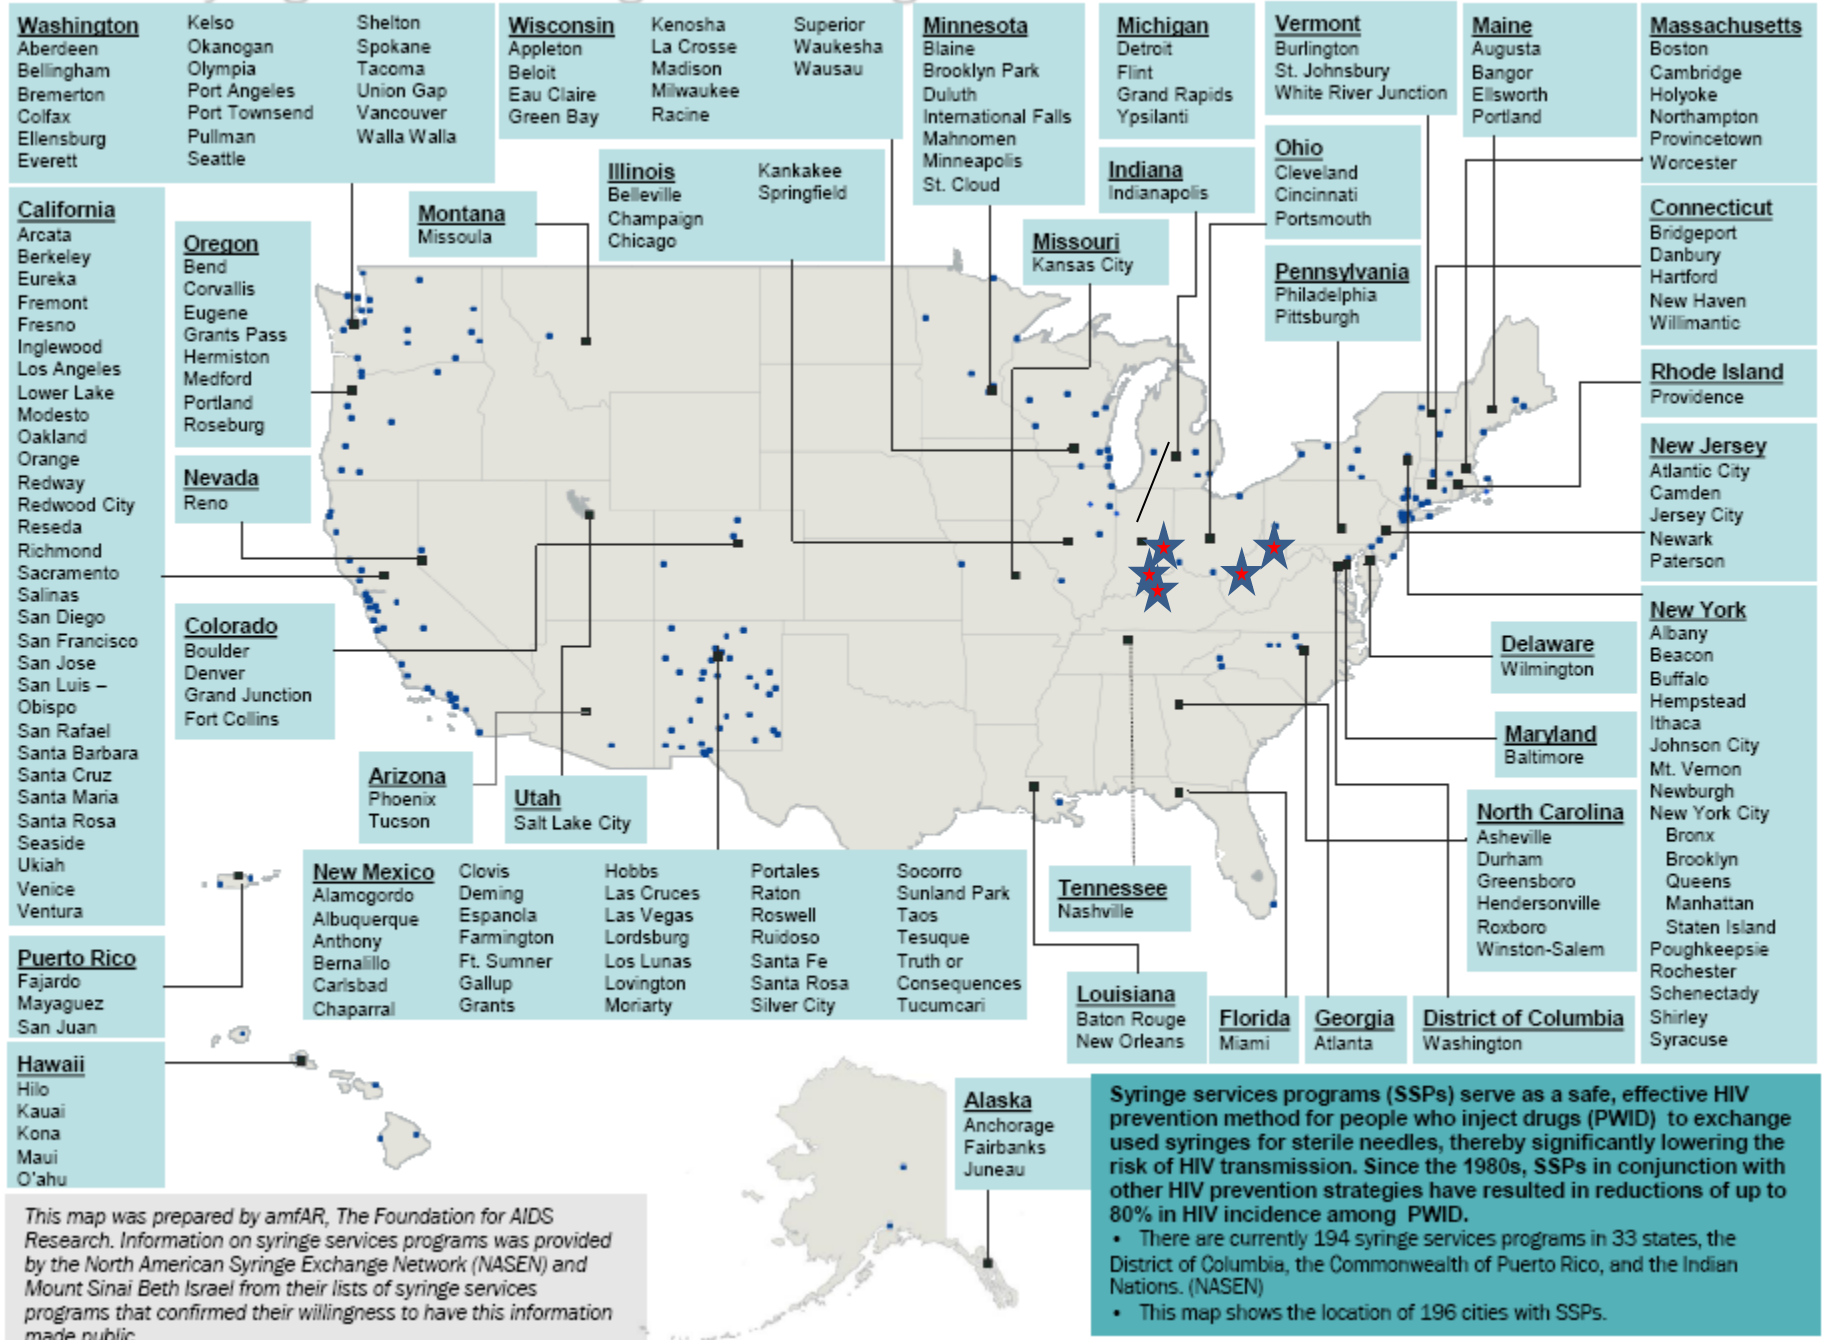 Washington
Aberdeen
Bellingham
Bremerton
Colfax
Ellensburg
Everett
Kelso
Okanogan
Olympia
Port Angeles
Port Townsend
Pullman
Seattle
Shelton
Spokane
Tacoma
Union Gap
Vancouver
Walla Walla
Wisconsin
Appleton
Beloit
Eau Claire
Green Bay
Kenosha
La Crosse
Madison
Milwaukee
Racine
Superior
Waukesha
Wausau
Minnesota
Blaine
Brooklyn Park
Duluth
International Falls
Mahnomen
Minneapolis
St. Cloud
Michigan
Detroit
Flint
Grand Rapids
Ypsilanti
Vermont
Burlington
St. Johnsbury
White River Junction
Maine
Augusta
Bangor
Ellsworth
Portland
Massachusetts
Boston
Cambridge
Holyoke
Northampton
Provincetown
Worcester
Illinois
Belleville
Champaign
Chicago
Kankakee
Springfield
Indiana
Indianapolis
Ohio
Cleveland
Cincinnati
Portsmouth
California
Arcata
Berkeley
Eureka
Fremont
Fresno
Inglewood
Los Angeles
Lower Lake
Modesto
Oakland
Orange
Redway
Redwood City
Reseda
Richmond
Sacramento
Salinas
San Diego
San Francisco
San Jose
San Luis –
Obispo
San Rafael
Santa Barbara
Santa Cruz
Santa Maria
Santa Rosa
Seaside
Ukiah
Venice
Ventura
Oregon
Bend
Corvallis
Eugene
Grants Pass
Hermiston
Medford
Portland
Roseburg
Montana
Missoula
Missouri
Kansas City
Pennsylvania
Philadelphia
Pittsburgh
Connecticut
Bridgeport
Danbury
Hartford
New Haven
Willimantic
Rhode Island
Providence
Nevada
Reno
New Jersey
Atlantic City
Camden
Jersey City
Newark
Paterson
Colorado
Boulder
Denver
Grand Junction
Fort Collins
New York
Albany
Beacon
Buffalo
Hempstead
Ithaca
Johnson City
Mt. Vernon
Newburgh
New York City
Bronx
Brooklyn
Queens
Manhattan
Staten Island
Poughkeepsie
Rochester
Schenectady
Shirley
Syracuse
Delaware
Wilmington
Maryland
Baltimore
Arizona
Phoenix
Tucson
Utah
Salt Lake City
North Carolina
Asheville
Durham
Greensboro
Hendersonville
Roxboro
Winston-Salem
New Mexico
Alamogordo
Albuquerque
Anthony
Bernalillo
Carlsbad
Chaparral
Clovis
Deming
Espanola
Farmington
Ft. Sumner
Gallup
Grants
Hobbs
Las Cruces
Las Vegas
Lordsburg
Los Lunas
Lovington
Moriarty
Portales
Raton
Roswell
Ruidoso
Santa Fe
Santa Rosa
Silver City
Socorro
Sunland Park
Taos
Tesuque
Truth or
Consequences
Tucumcari
Tennessee
Nashville
Puerto Rico
Fajardo
Mayaguez
San Juan
Louisiana
Baton Rouge
New Orleans
Florida
Miami
Georgia
Atlanta
District of Columbia
Washington
Hawaii
Hilo
Kauai
Kona
Maui
O'ahu
Alaska
Anchorage
Fairbanks
Juneau
Syringe services programs (SSPs) serve as a safe, effective HIV
prevention method for people who inject drugs (PWID) to exchange
used syringes for sterile needles, thereby significantly lowering the
risk of HIV transmission. Since the 1980s, SSPs in conjunction with
other HIV prevention strategies have resulted in reductions of up to
80% in HIV incidence among PWID.
• There are currently 194 syringe services programs in 33 states, the
District of Columbia, the Commonwealth of Puerto Rico, and the Indian
Nations. (NASEN)
• This map shows the location of 196 cities with SSPs.
This map was prepared by amfAR, The Foundation for AIDS
Research. Information on syringe services programs was provided
by the North American Syringe Exchange Network (NASEN) and
Mount Sinai Beth Israel from their lists of syringe services
programs that confirmed their willingness to have this information
made public.